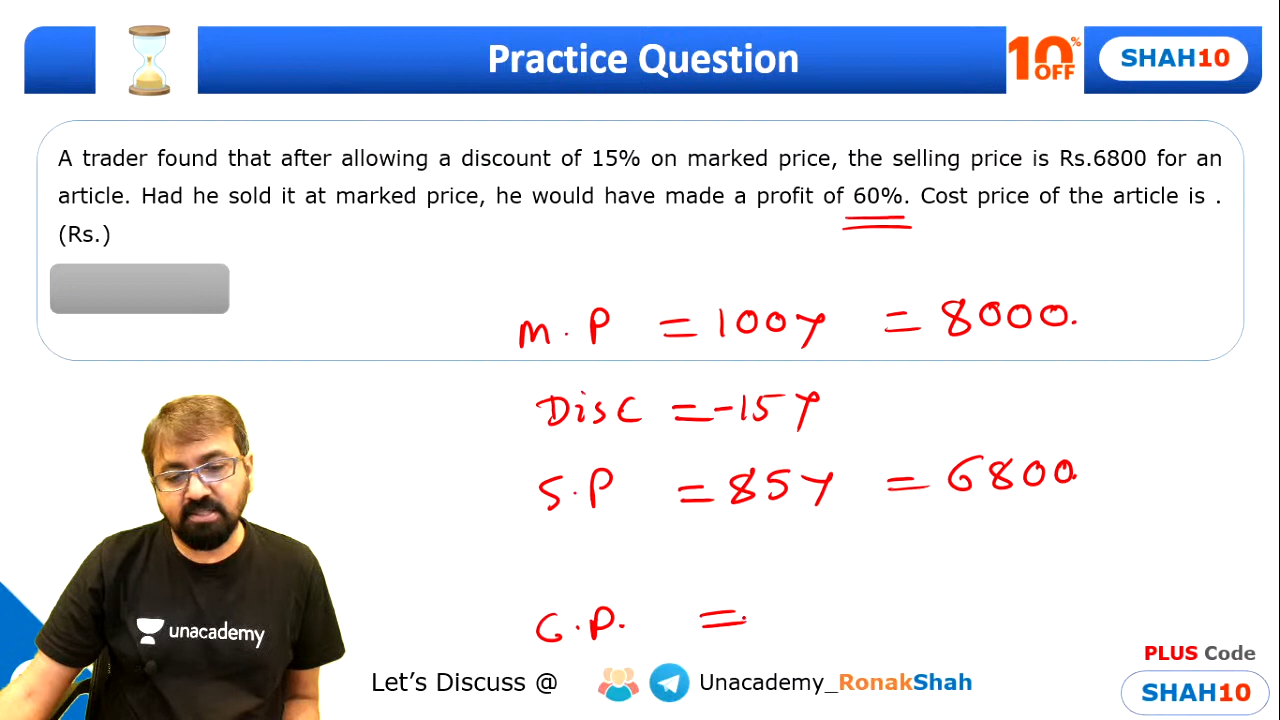 Practice Question
10% OFF
SHAH10
A trader found that after allowing a discount of 15% on marked price, the selling price is Rs.6800 for an
article. Had he sold it at marked price, he would have made a profit of 60%. Cost price of the article is .
(Rs.)
M.P = 100y = 8000.
Disc = -15y
S.P = 85y = 6800
C.P. =
unacademy
PLUS Code
Let's Discuss @ Unacademy_RonakShah
SHAH10